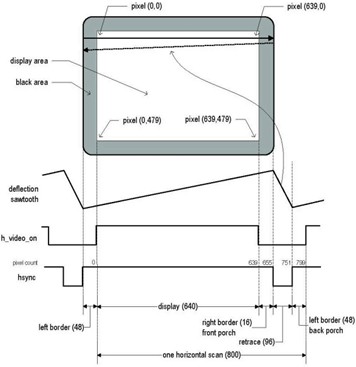 pixel (0,0)
pixel (639,0)
display area
black area
pixel (0,479)
pixel (639,479)
deflection
sawtooth
h_video_on
pixel count
0
639
655
751
799
hsync
display (640)
left border (48)
right border (16)
front porch
left border (48)
back porch
retrace (96)
one horizontal scan (800)